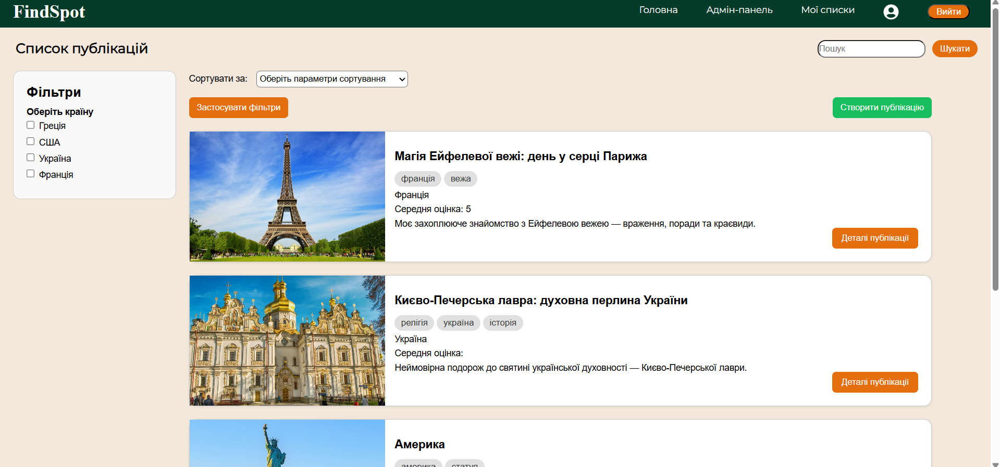 FindSpot
Головна
Адмін-панель
Мої списки
Вийти
Список публікацій
Пошук
Шукати
Фільтри
Оберіть країну
Греція
США
Україна
Франція
Сортувати за:
Оберіть параметри сортування
Застосувати фільтри
Створити публікацію
Магія Ейфелевої вежі: день у серці Парижа
франція
вежа
Франція
Середня оцінка: 5
Моє захоплююче знайомство з Ейфелевою вежею — враження, поради та краєвиди.
Деталі публікації
Києво-Печерська лавра: духовна перлина України
релігія
україна
історія
Україна
Середня оцінка:
Неймовірна подорож до святині української духовності — Києво-Печерської лаври.
Деталі публікації
Америка
америка
статуя